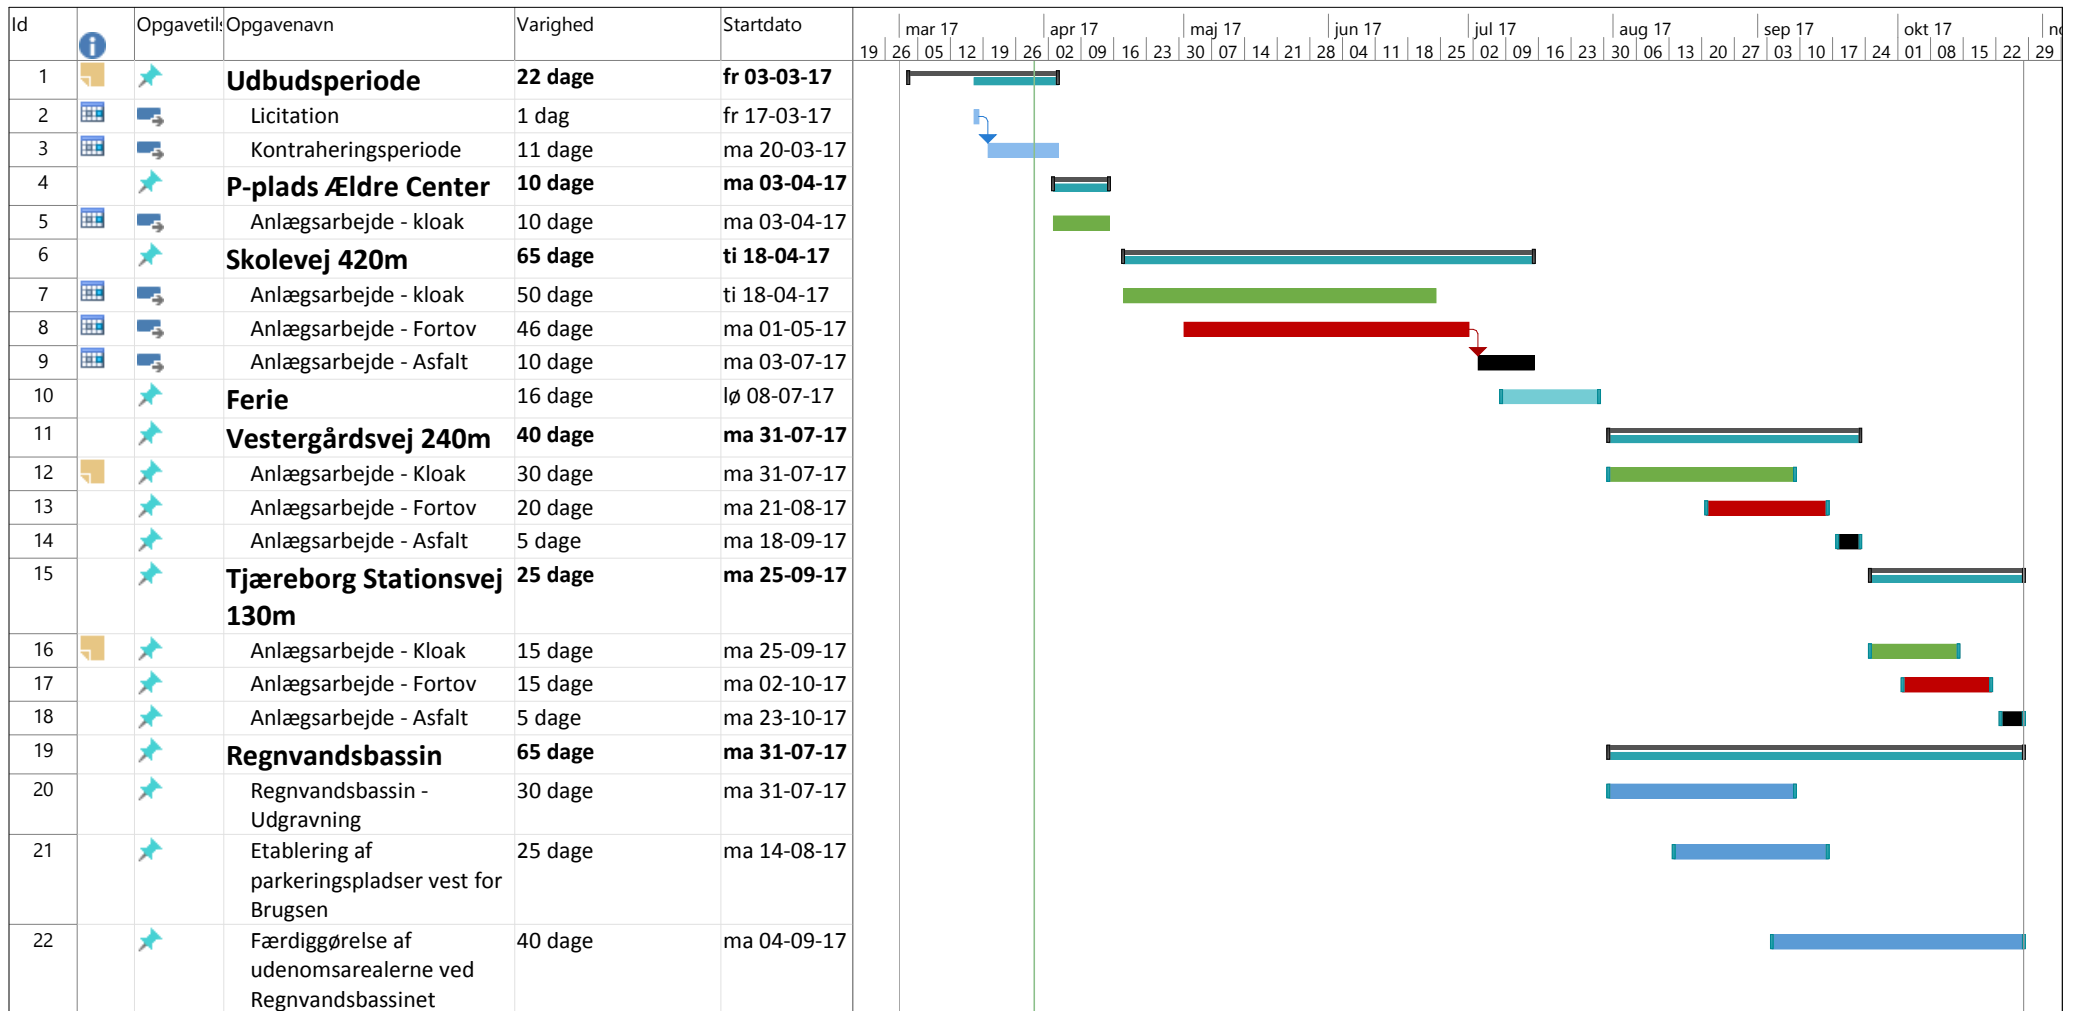 Id Opgavetils Opgavenavn Varighed Startdato
mar 17 apr 17 maj 17 jun 17 jul 17 aug 17 sep 17 okt 17
19 26 05 12 19 26 02 09 16 23 30 07 14 21 28 04 11 18 25 02 09 16 23 30 06 13 20 27 03 10 17 24 01 08 15 22 29
1 Udbudsperiode 22 dage fr 03-03-17
2 Licitation 1 dag fr 17-03-17
3 Kontraheringsperiode 11 dage ma 20-03-17
4 P-plads Ældre Center 10 dage ma 03-04-17
5 Anlægsarbejde - kloak 10 dage ma 03-04-17
6 Skolevej 420m 65 dage ti 18-04-17
7 Anlægsarbejde - kloak 50 dage ti 18-04-17
8 Anlægsarbejde - Fortov 46 dage ma 01-05-17
9 Anlægsarbejde - Asfalt 10 dage ma 03-07-17
10 Ferie 16 dage lø 08-07-17
11 Vestergårdsvej 240m 40 dage ma 31-07-17
12 Anlægsarbejde - Kloak 30 dage ma 31-07-17
13 Anlægsarbejde - Fortov 20 dage ma 21-08-17
14 Anlægsarbejde - Asfalt 5 dage ma 18-09-17
15 Tjæreborg Stationsvej 25 dage ma 25-09-17
130m
16 Anlægsarbejde - Kloak 15 dage ma 25-09-17
17 Anlægsarbejde - Fortov 15 dage ma 02-10-17
18 Anlægsarbejde - Asfalt 5 dage ma 23-10-17
19 Regnvandsbassin 65 dage ma 31-07-17
20 Regnvandsbassin - 30 dage ma 31-07-17
Udgravning
21 Etablering af 25 dage ma 14-08-17
parkeringspladser vest for
Brugsen
22 Færdiggørelse af 40 dage ma 04-09-17
udenomsarealerne ved
Regnvandsbassinet